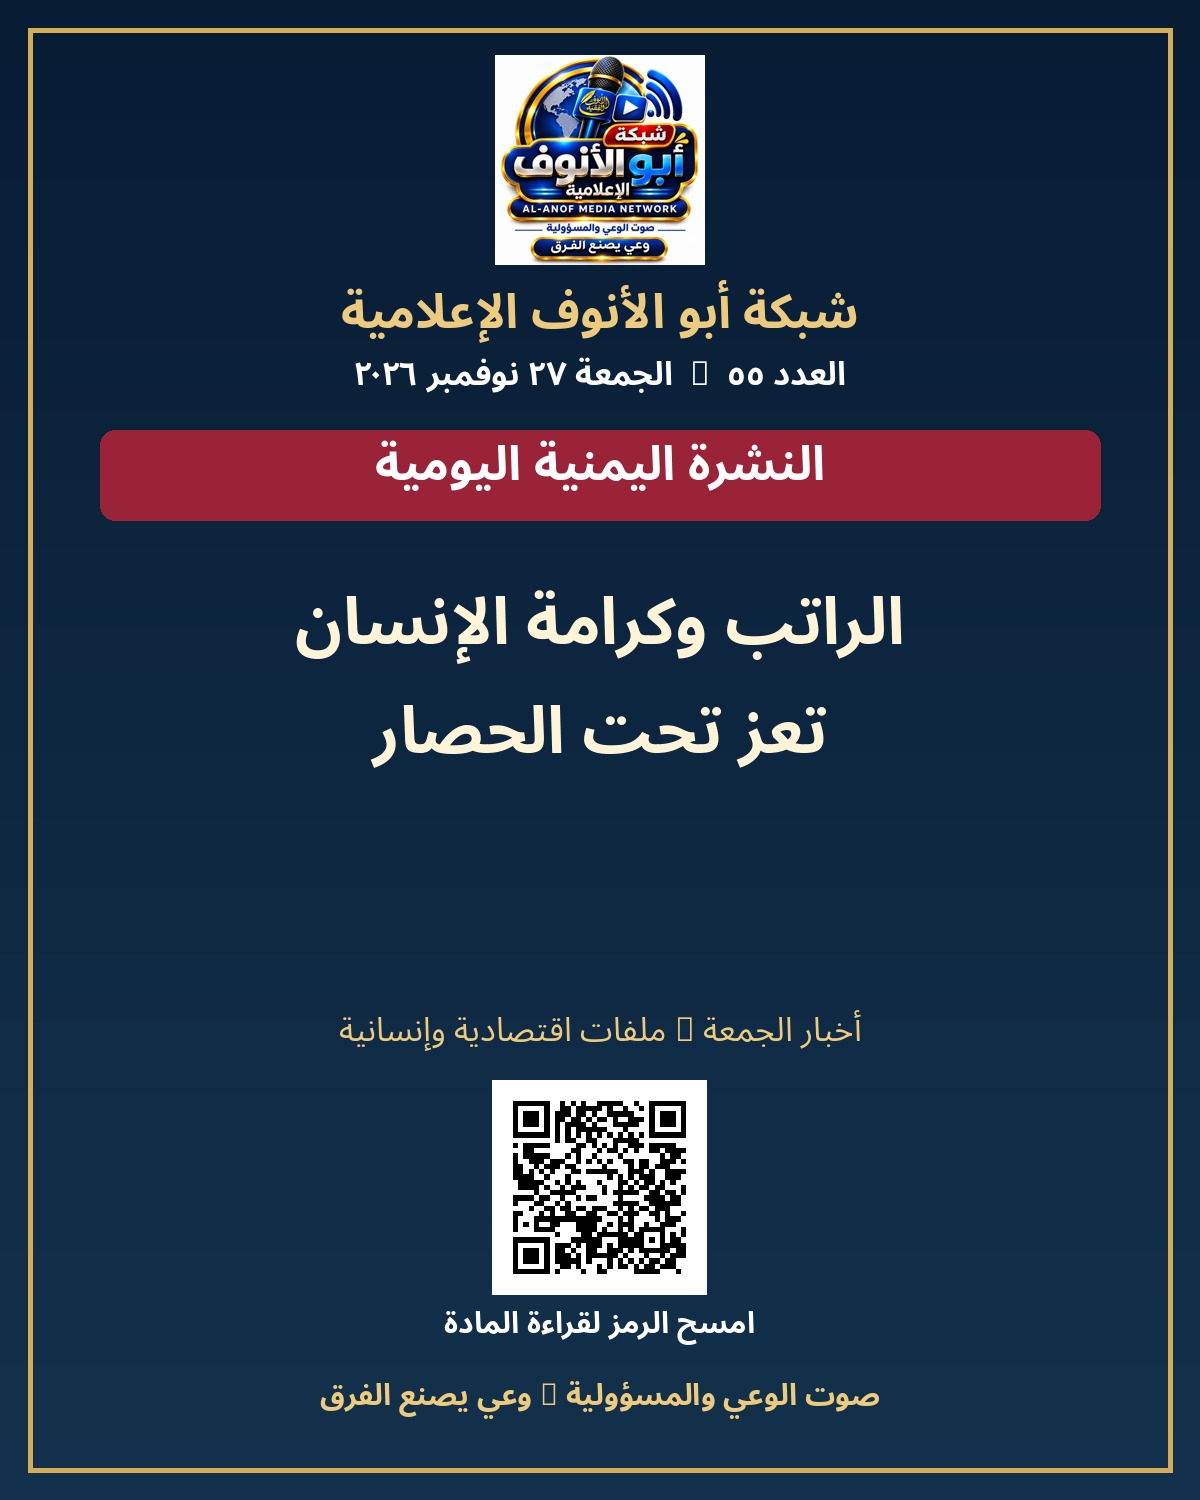 شبكة
أبو الأنوف
الإعلامية
AL-ANOF MEDIA NETWORK
صوت الوعي والمسؤولية
وعي يصنع الفرق
شبكة أبو الأنوف الإعلامية
العدد ٥٥ ▯ الجمعة ٢٧ نوفمبر ٢٠٢٦
النشرة اليمنية اليومية
الراتب وكرامة الإنسان
تعز تحت الحصار
أخبار الجمعة ▯ ملفات اقتصادية وإنسانية
امسح الرمز لقراءة المادة
صوت الوعي والمسؤولية ▯ وعي يصنع الفرق